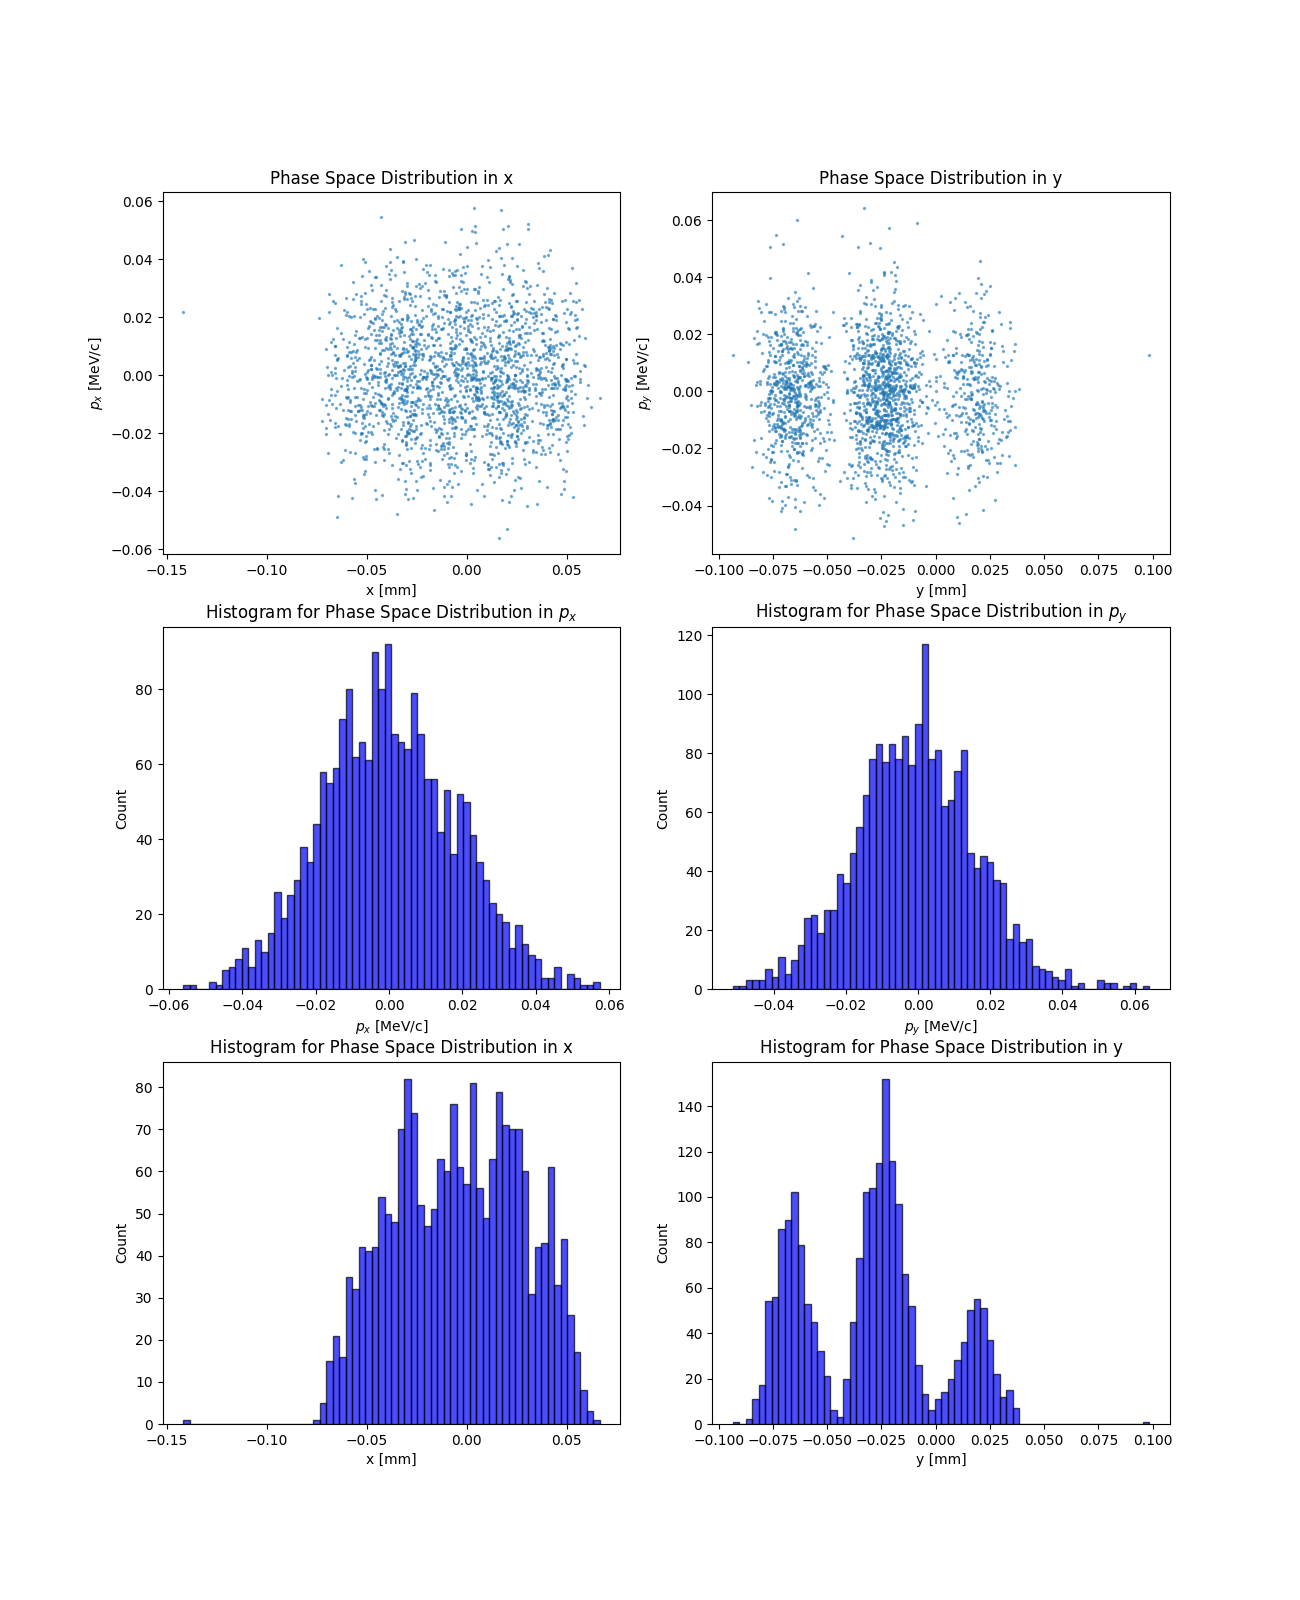 Phase Space Distribution in x
0.06
0.04
0.02
0.00
−0.02
−0.04
−0.06
p_x [MeV/c]
−0.15 −0.10 −0.05 0.00 0.05
x [mm]
Phase Space Distribution in y
0.06
0.04
0.02
0.00
−0.02
−0.04
p_y [MeV/c]
−0.100 −0.075 −0.050 −0.025 0.000 0.025 0.050 0.075 0.100
y [mm]
Histogram for Phase Space Distribution in p_x
80
60
40
20
0
Count
−0.06 −0.04 −0.02 0.00 0.02 0.04 0.06
p_x [MeV/c]
Histogram for Phase Space Distribution in p_y
120
100
80
60
40
20
0
Count
−0.04 −0.02 0.00 0.02 0.04 0.06
p_y [MeV/c]
Histogram for Phase Space Distribution in x
80
70
60
50
40
30
20
10
0
Count
−0.15 −0.10 −0.05 0.00 0.05
x [mm]
Histogram for Phase Space Distribution in y
140
120
100
80
60
40
20
0
Count
−0.100 −0.075 −0.050 −0.025 0.000 0.025 0.050 0.075 0.100
y [mm]